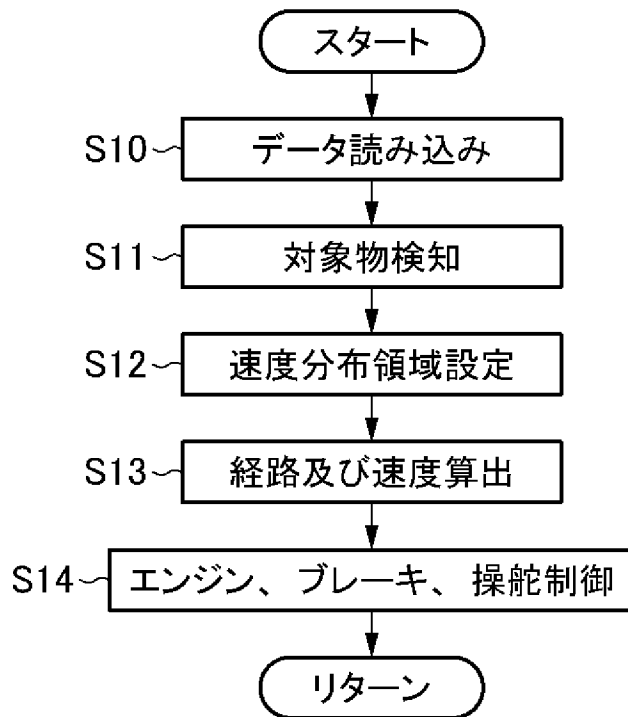 スタート
S10 データ読み込み
S11 対象物検知
S12 速度分布領域設定
S13 経路及び速度算出
S14 エンジン、ブレーキ、操舵制御
リターン